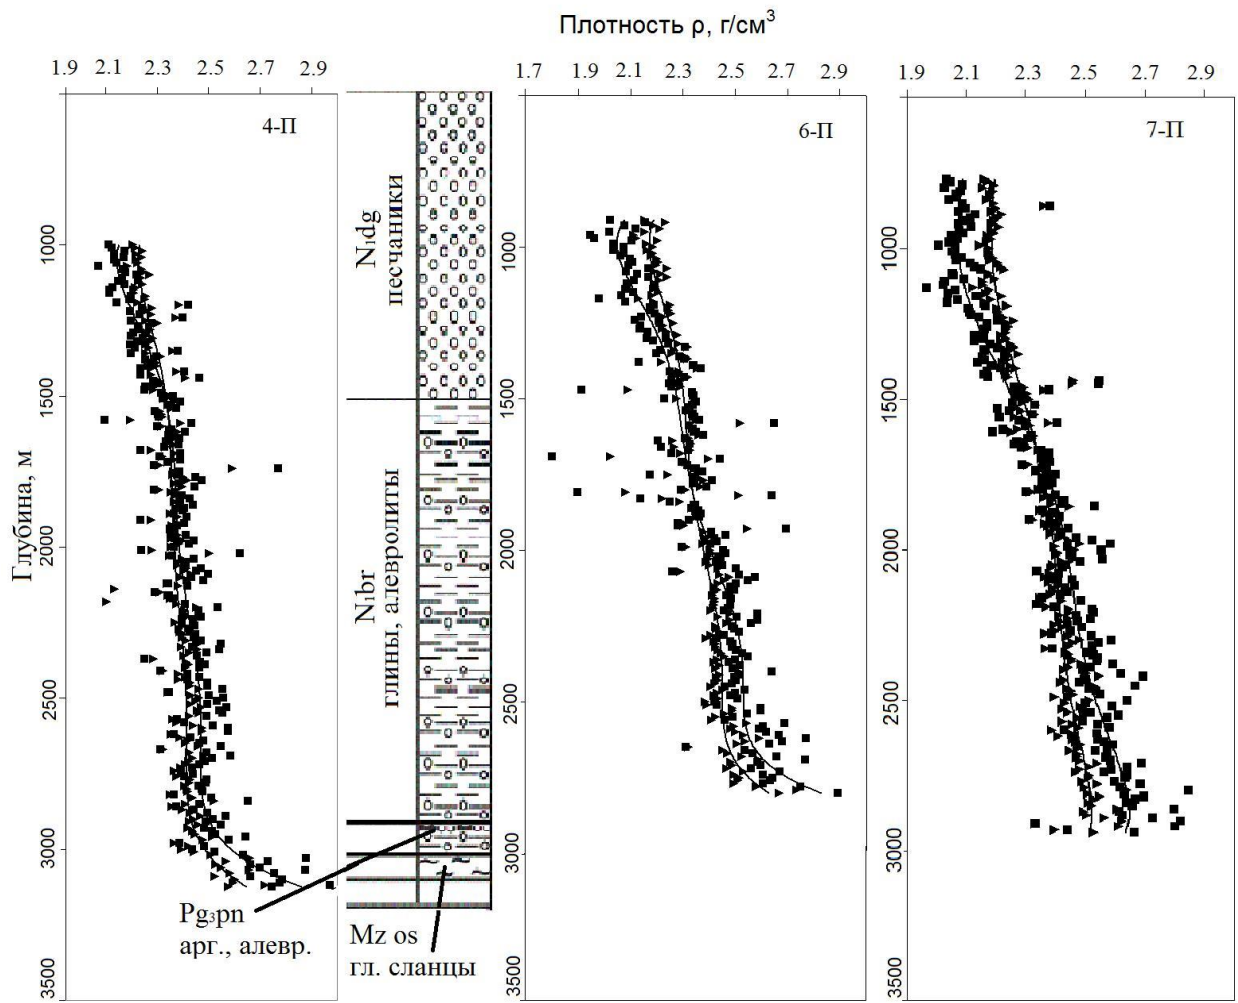 Плотность ρ, г/см³
1.9 2.1 2.3 2.5 2.7 2.9
1.7 1.9 2.1 2.3 2.5 2.7 2.9
1.9 2.1 2.3 2.5 2.7 2.9
4-П
6-П
7-П
Глубина, м
1000
1500
2000
2500
3000
3500
N₁dg
песчаники
N₁br
глины, алевролиты
Pg₃pn
арг., алевр.
Mz os
гл. сланцы
1000
1500
2000
2500
3000
3500
1000
1500
2000
2500
3000
3500